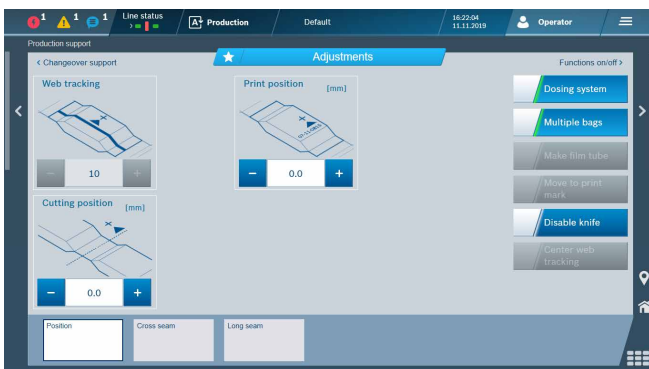 1 1 1 Line status A Production Default 16:22:04 Operator
11.11.2019
Production support
< Changeover support Adjustments Functions on/off >
Web tracking
Print position [mm]
Dosing system
Multiple bags
- 10 +
- 0.0 +
Make film tube
Move to print
mark
Cutting position [mm]
Disable knife
Center web
tracking
- 0.0 +
Position Cross seam Long seam